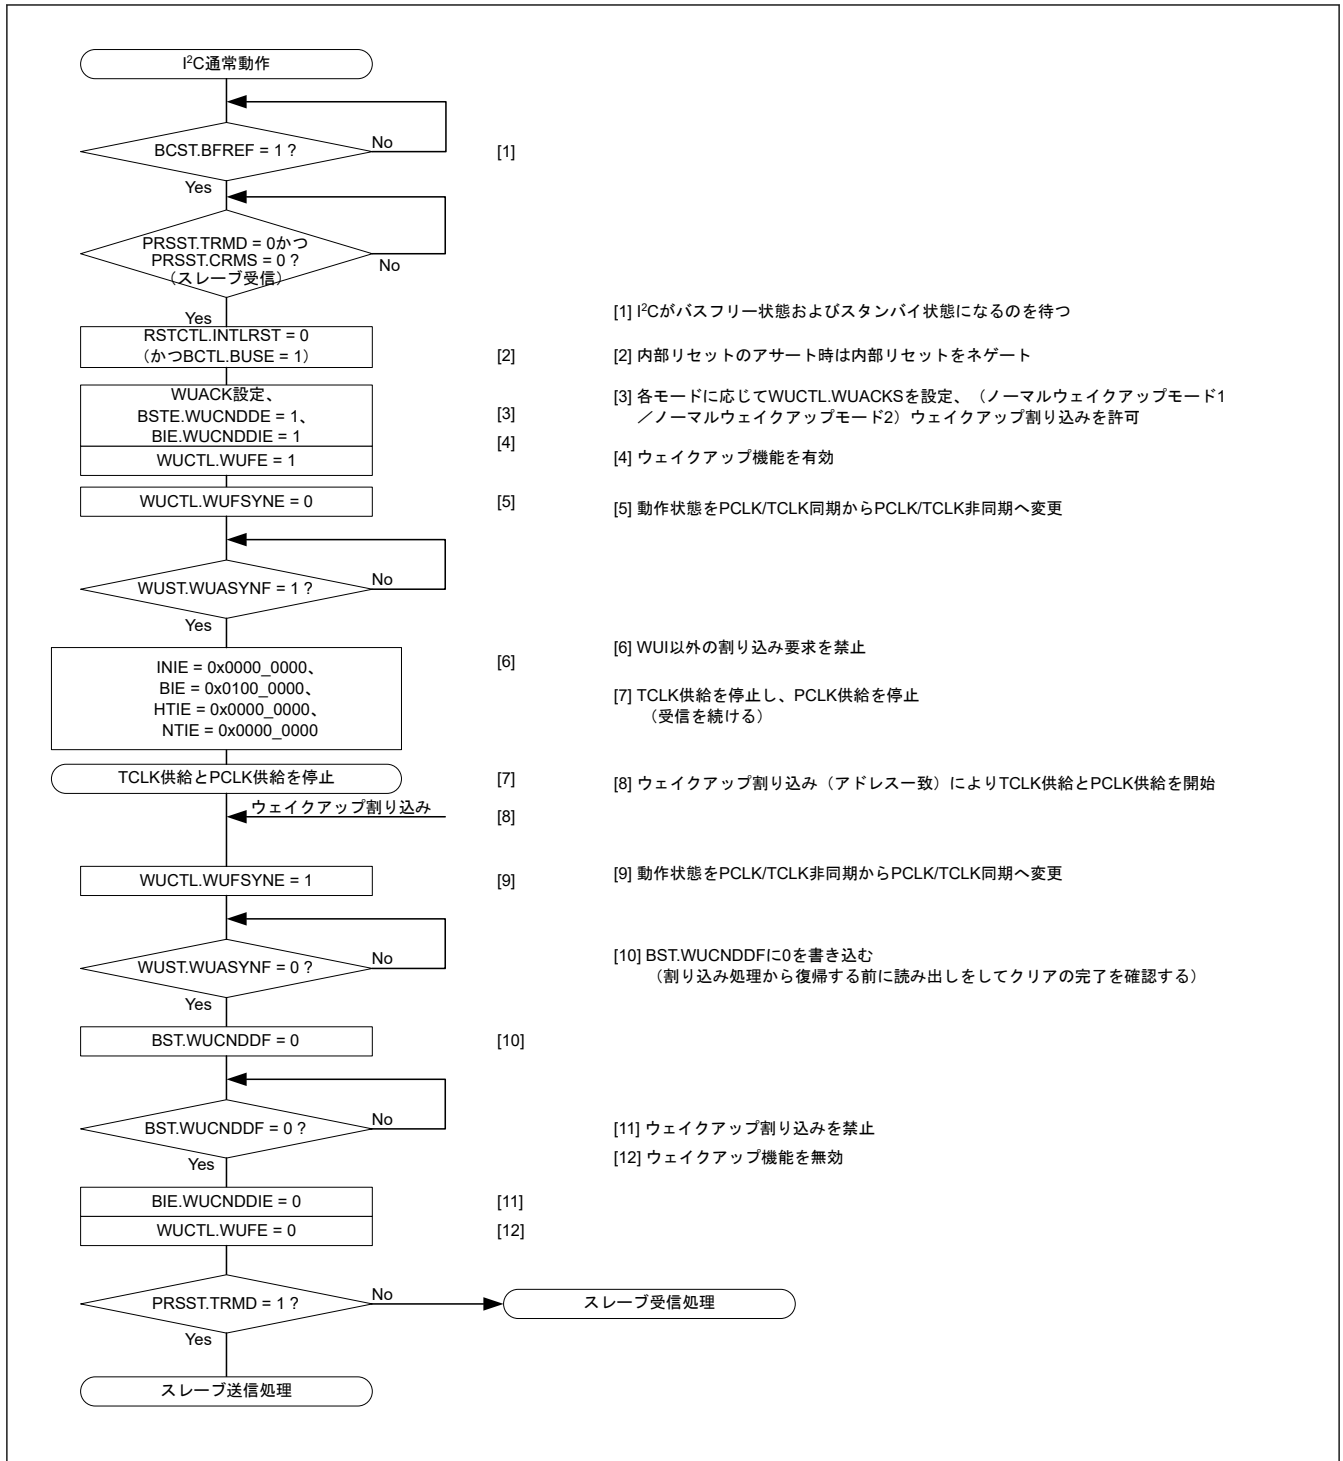 I²C通常動作
BCST.BFREF = 1 ?
No
[1]
Yes
PRSST.TRMD = 0かつ
PRSST.CRMS = 0 ?
（スレーブ受信）
No
Yes
[1] I²Cがバスフリー状態およびスタンバイ状態になるのを待つ
RSTCTL.INTLRST = 0
（かつBCTL.BUSE = 1）
[2]
[2] 内部リセットのアサート時は内部リセットをネゲート
WUACK設定、
BSTE.WUCNDDE = 1、
BIE.WUCNDDIE = 1
[3]
[3] 各モードに応じてWUCTL.WUACKSを設定、（ノーマルウェイクアップモード1
／ノーマルウェイクアップモード2）ウェイクアップ割り込みを許可
WUCTL.WUFE = 1
[4]
[4] ウェイクアップ機能を有効
WUCTL.WUFSYNE = 0
[5]
[5] 動作状態をPCLK/TCLK同期からPCLK/TCLK非同期へ変更
WUST.WUASYNF = 1 ?
No
Yes
INIE = 0x0000_0000、
BIE = 0x0100_0000、
HTIE = 0x0000_0000、
NTIE = 0x0000_0000
[6]
[6] WUI以外の割り込み要求を禁止
[7] TCLK供給を停止し、PCLK供給を停止
（受信を続ける）
TCLK供給とPCLK供給を停止
[7]
[8] ウェイクアップ割り込み（アドレス一致）によりTCLK供給とPCLK供給を開始
ウェイクアップ割り込み
[8]
WUCTL.WUFSYNE = 1
[9]
[9] 動作状態をPCLK/TCLK非同期からPCLK/TCLK同期へ変更
WUST.WUASYNF = 0 ?
No
Yes
[10] BST.WUCNDDFに0を書き込む
（割り込み処理から復帰する前に読み出しをしてクリアの完了を確認する）
BST.WUCNDDF = 0
[10]
BST.WUCNDDF = 0 ?
No
Yes
[11] ウェイクアップ割り込みを禁止
[12] ウェイクアップ機能を無効
BIE.WUCNDDIE = 0
[11]
WUCTL.WUFE = 0
[12]
PRSST.TRMD = 1 ?
No
スレーブ受信処理
Yes
スレーブ送信処理